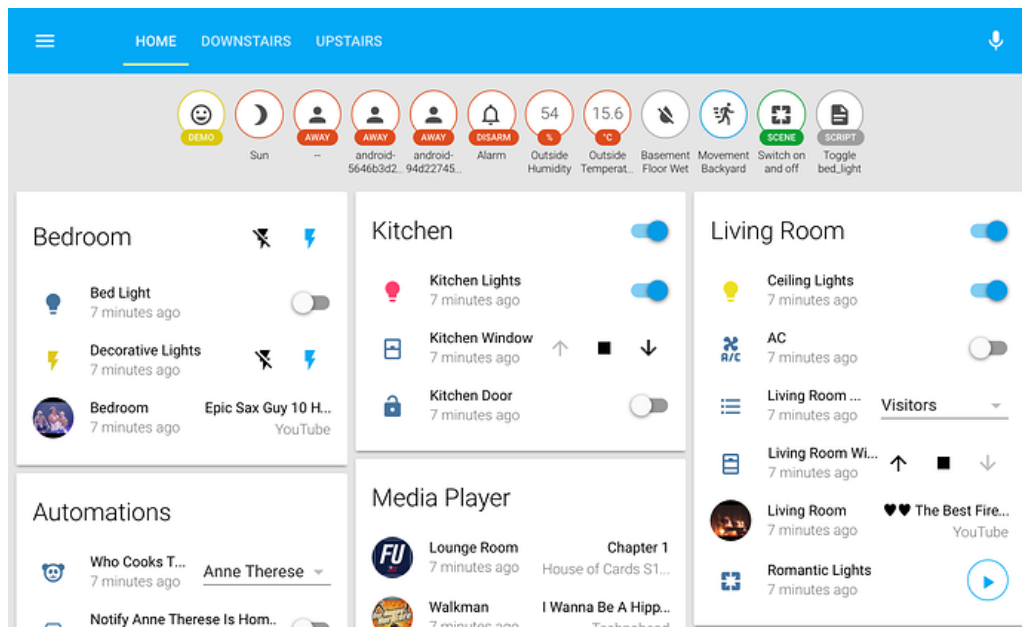 HOME DOWNSTAIRS UPSTAIRS
54 15.6
DEMO AWAY AWAY AWAY DISARM % °C SCENE SCRIPT
Sun -- android- android- Alarm Outside Outside Basement Movement Switch on Toggle
5646b3d2... 94d22745... Humidity Temperat... Floor Wet Backyard and off bed_light
Bedroom
Bed Light
7 minutes ago
Decorative Lights
7 minutes ago
Bedroom Epic Sax Guy 10 H...
7 minutes ago YouTube
Automations
Who Cooks T... Anne Therese
7 minutes ago
Notify Anne Therese Is Hom..
Kitchen
Kitchen Lights
7 minutes ago
Kitchen Window
7 minutes ago
Kitchen Door
7 minutes ago
Media Player
FU
Lounge Room Chapter 1
7 minutes ago House of Cards S1...
Walkman I Wanna Be A Hipp...
7 minutes ago Technohead
Living Room
Ceiling Lights
7 minutes ago
A/C
AC
7 minutes ago
Living Room ... Visitors
7 minutes ago
Living Room Wi...
7 minutes ago
Living Room ♥♥ The Best Fire...
7 minutes ago YouTube
Romantic Lights
7 minutes ago